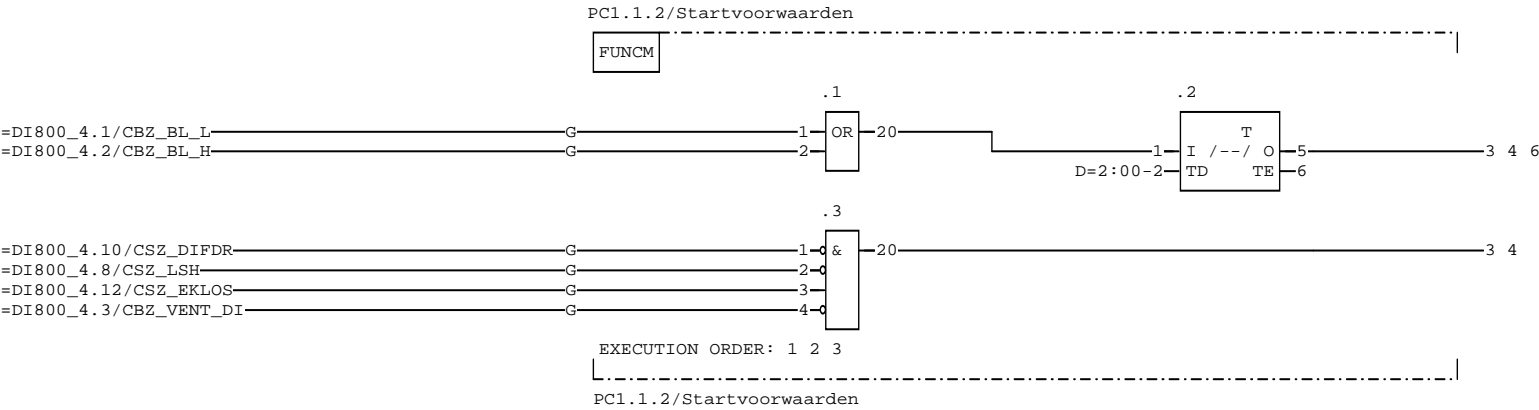 PC1.1.2/Startvoorwaarden
FUNCM
.1 .2
=DI800_4.1/CBZ_BL_L G 1 OR 20 T
=DI800_4.2/CBZ_BL_H G 2 1 I /--/ O 5 3 4 6
D=2:00-2 TD TE 6
.3
=DI800_4.10/CSZ_DIFDR G 1 & 20 3 4
=DI800_4.8/CSZ_LSH G 2
=DI800_4.12/CSZ_EKLOS G 3
=DI800_4.3/CBZ_VENT_DI G 4
EXECUTION ORDER: 1 2 3
PC1.1.2/Startvoorwaarden